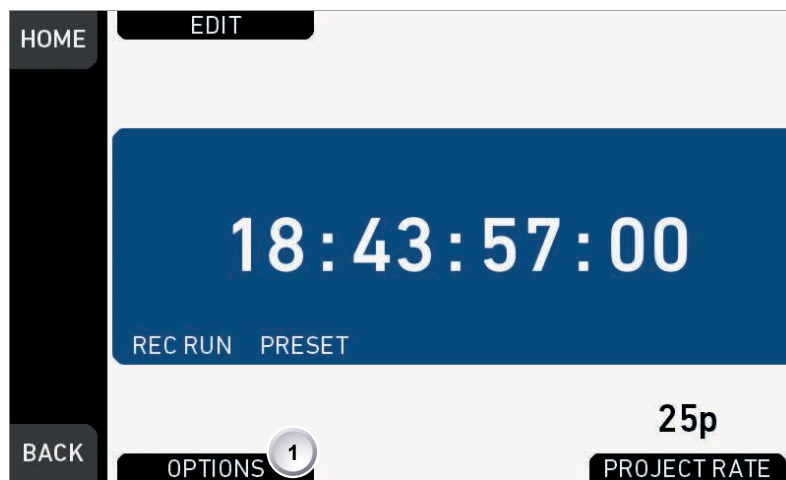 HOME
EDIT
18:43:57:00
REC RUN PRESET
25p
BACK
OPTIONS
1
PROJECT RATE